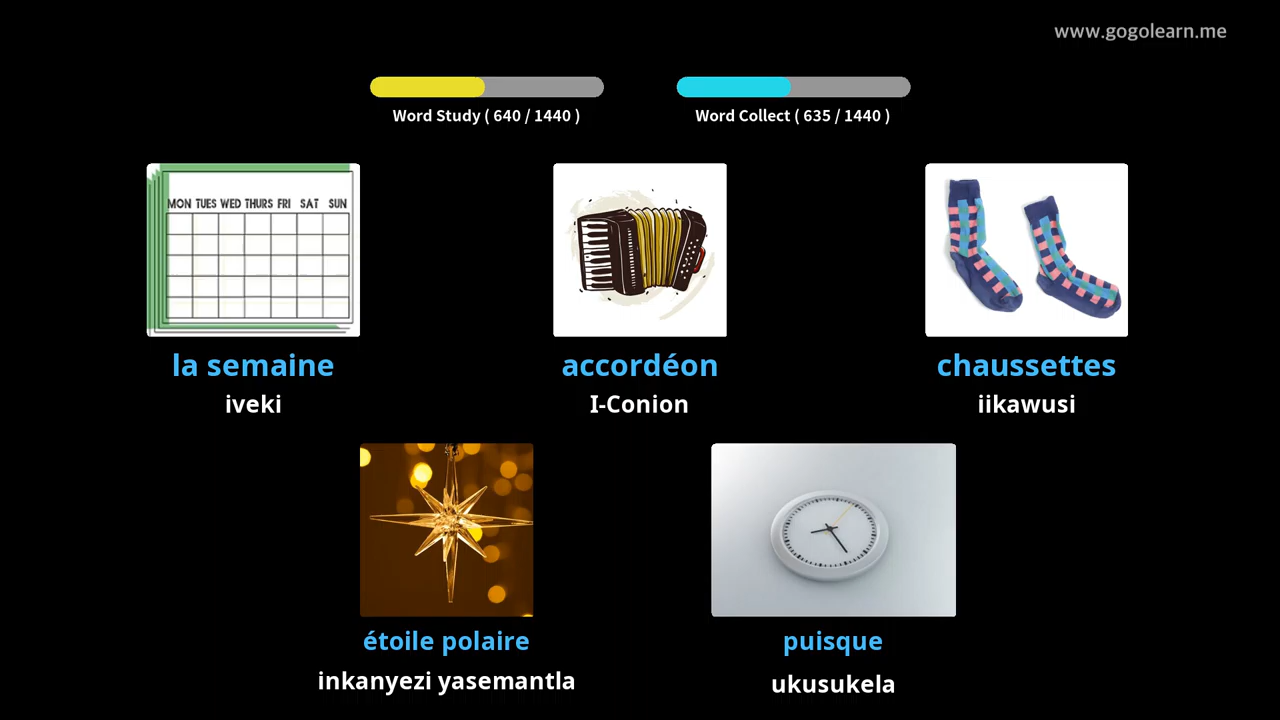 www.gogolearn.me
Word Study ( 640 / 1440 )
Word Collect ( 635 / 1440 )
MON TUES WED THURS FRI SAT SUN
la semaine
iveki
accordéon
I-Conion
chaussettes
iikawusi
étoile polaire
inkanyezi yasemantla
puisque
ukusukela